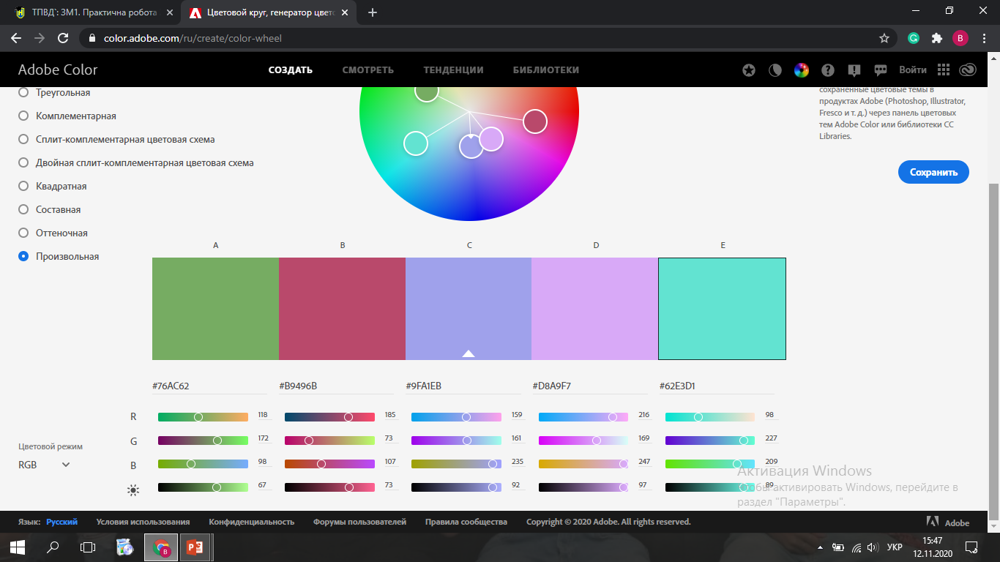 ТПВД`: ЗМ1. Практична робота
Цветовой круг, генератор цвето
color.adobe.com/ru/create/color-wheel
B
Adobe Color
СОЗДАТЬ
СМОТРЕТЬ
ТЕНДЕНЦИИ
БИБЛИОТЕКИ
Войти
Треугольная
Комплементарная
Сплит-комплементарная цветовая схема
Двойная сплит-комплементарная цветовая схема
Квадратная
Составная
Оттеночная
Произвольная
сохраненные цветовые темы в
продуктах Adobe (Photoshop, Illustrator,
Fresco и т. д.) через панель цветовых
тем Adobe Color или библиотеки CC
Libraries.
Сохранить
A B C D E
#76AC62 #B9496B #9FA1EB #D8A9F7 #62E3D1
R 118 185 159 216 98
G 172 73 161 169 227
B 98 107 235 247 209
67 73 92 97 89
Цветовой режим
RGB
Активация Windows
Чтобы активировать Windows, перейдите в
раздел "Параметры".
Язык: Русский
Условия использования
Конфиденциальность
Форумы пользователей
Правила сообщества
Copyright © 2020 Adobe. All rights reserved.
Adobe
B
УКР
15:47
12.11.2020